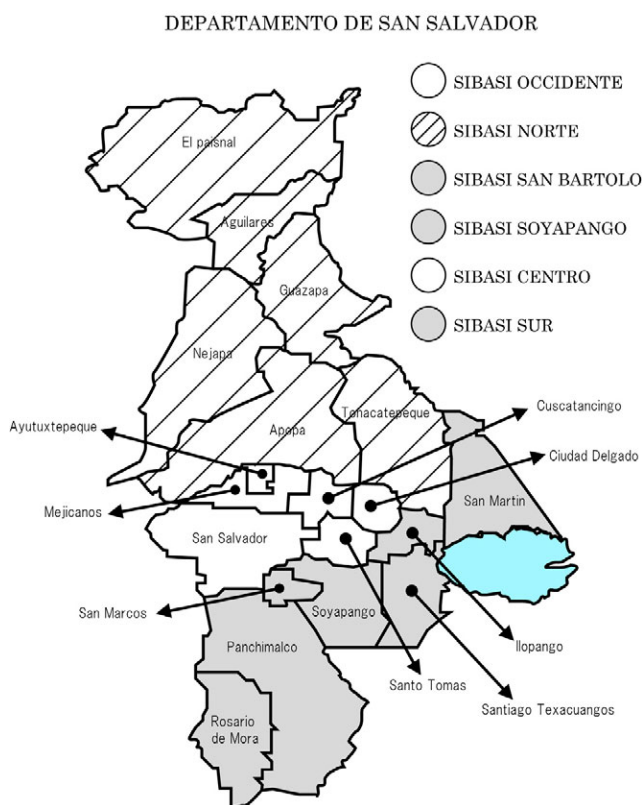 DEPARTAMENTO DE SAN SALVADOR
SIBASI OCCIDENTE
SIBASI NORTE
SIBASI SAN BARTOLO
SIBASI SOYAPANGO
SIBASI CENTRO
SIBASI SUR
El paisnal
Aguilares
Guazapa
Nejapa
Tonacatepeque
Cuscatancingo
Ayutuxtepeque
Apopa
Ciudad Delgado
Mejicanos
San Martin
San Salvador
San Marcos
Soyapango
Ilopango
Panchimalco
Santo Tomas
Santiago Texacuangos
Rosario
de Mora